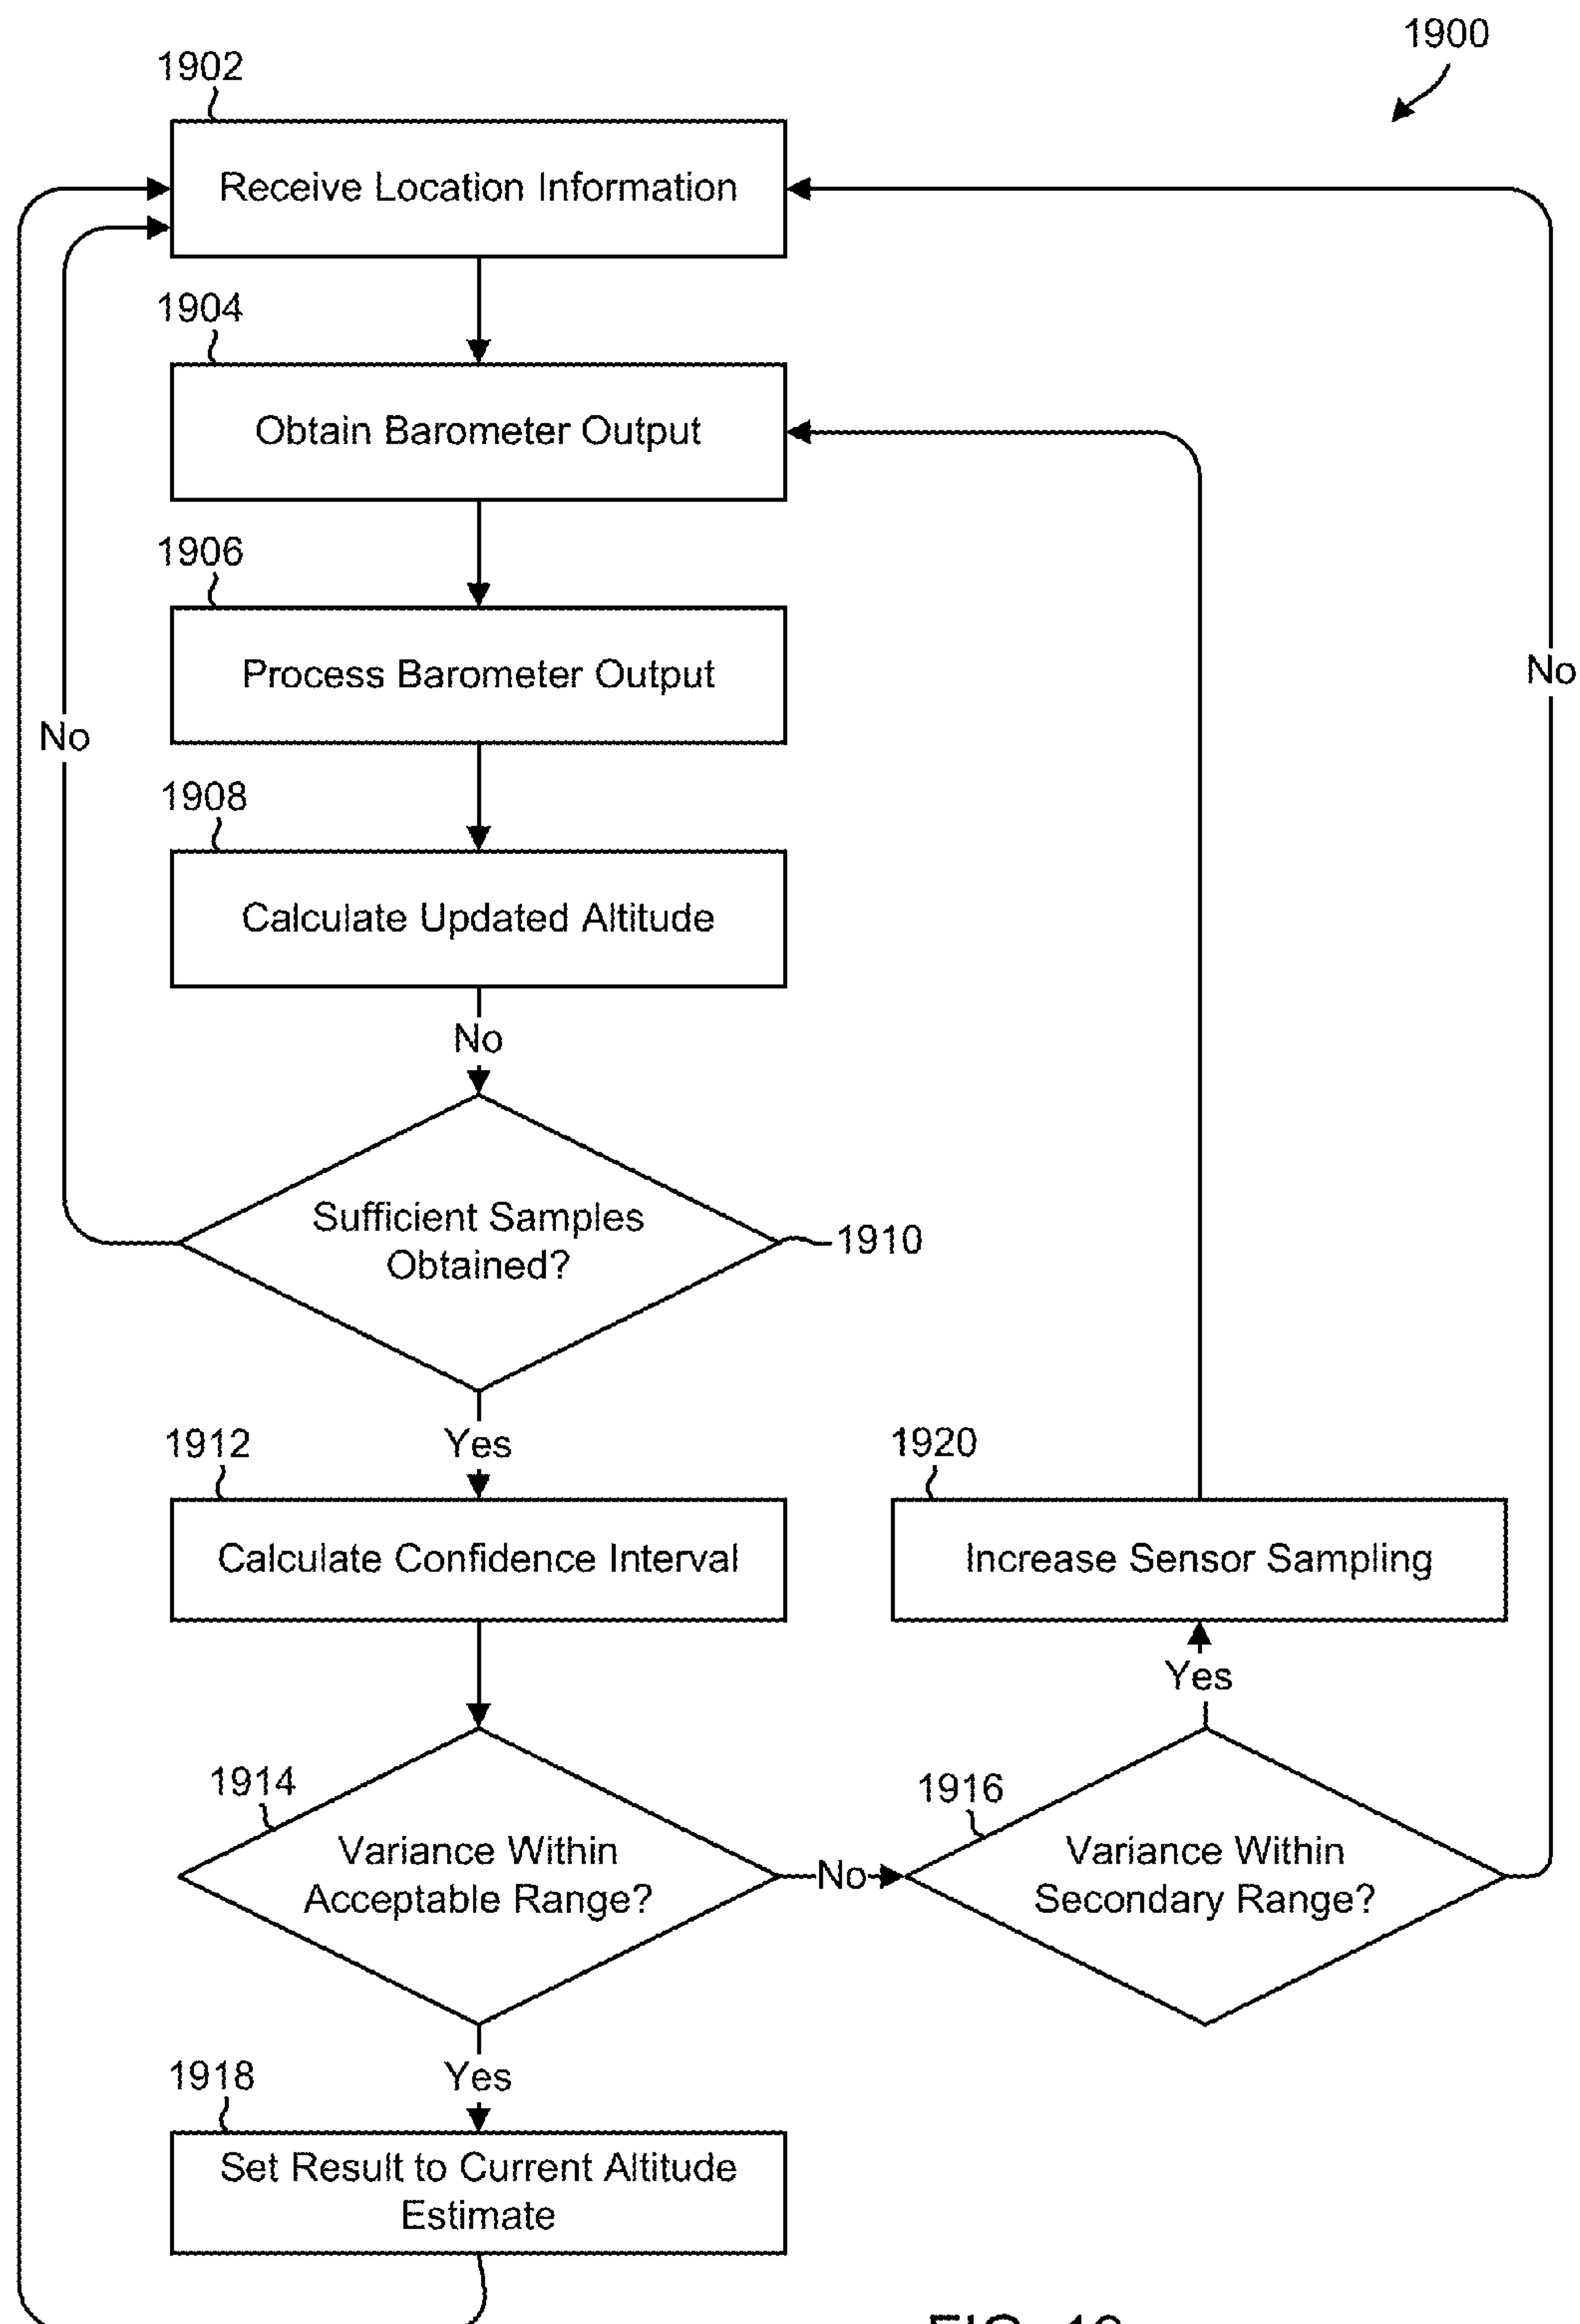 1900
1902
Receive Location Information
1904
Obtain Barometer Output
1906
Process Barometer Output
No
No
1908
Calculate Updated Altitude
No
Sufficient Samples
Obtained?
1910
Yes
1912
Calculate Confidence Interval
1920
Increase Sensor Sampling
Yes
1914
Variance Within
Acceptable Range?
No
1916
Variance Within
Secondary Range?
Yes
1918
Set Result to Current Altitude
Estimate